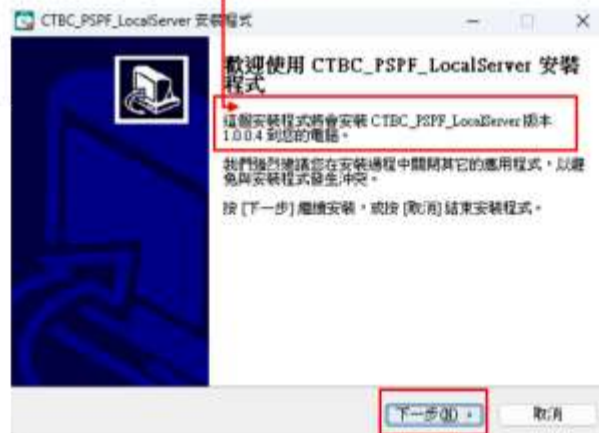 CTBC_PSPF_LocalServer 安裝程式
歡迎使用 CTBC_PSPF_LocalServer 安裝
程式
這個安裝程式將會安裝 CTBC_PSPF_LocalServer 版本
1.0.0.4 到您的電腦。
我們強烈建議您在安裝過程中關閉其它的應用程式，以避
免與安裝程式發生沖突。
按 [下一步] 繼續安裝，或按 [取消] 結束安裝程式。
下一步(N)
取消